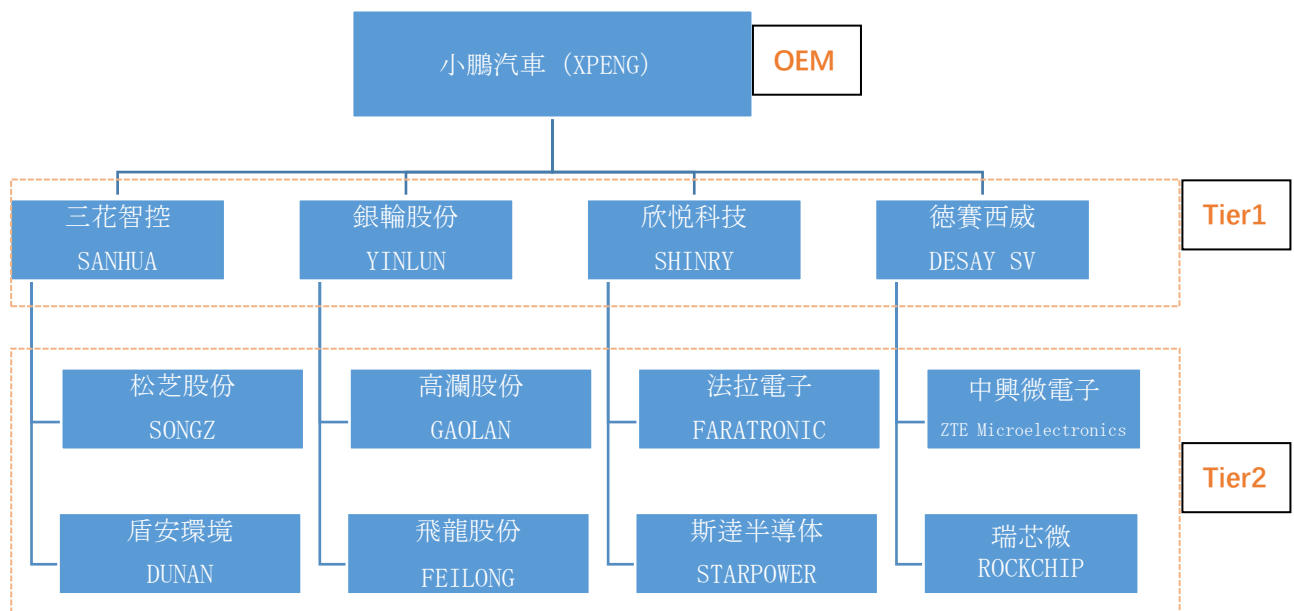 小鵬汽車 (XPENG)
OEM
三花智控
SANHUA
銀輪股份
YINLUN
欣悦科技
SHINRY
徳賽西威
DESAY SV
Tier1
松芝股份
SONGZ
高瀾股份
GAOLAN
法拉電子
FARATRONIC
中興微電子
ZTE Microelectronics
Tier2
盾安環境
DUNAN
飛龍股份
FEILONG
斯達半導体
STARPOWER
瑞芯微
ROCKCHIP